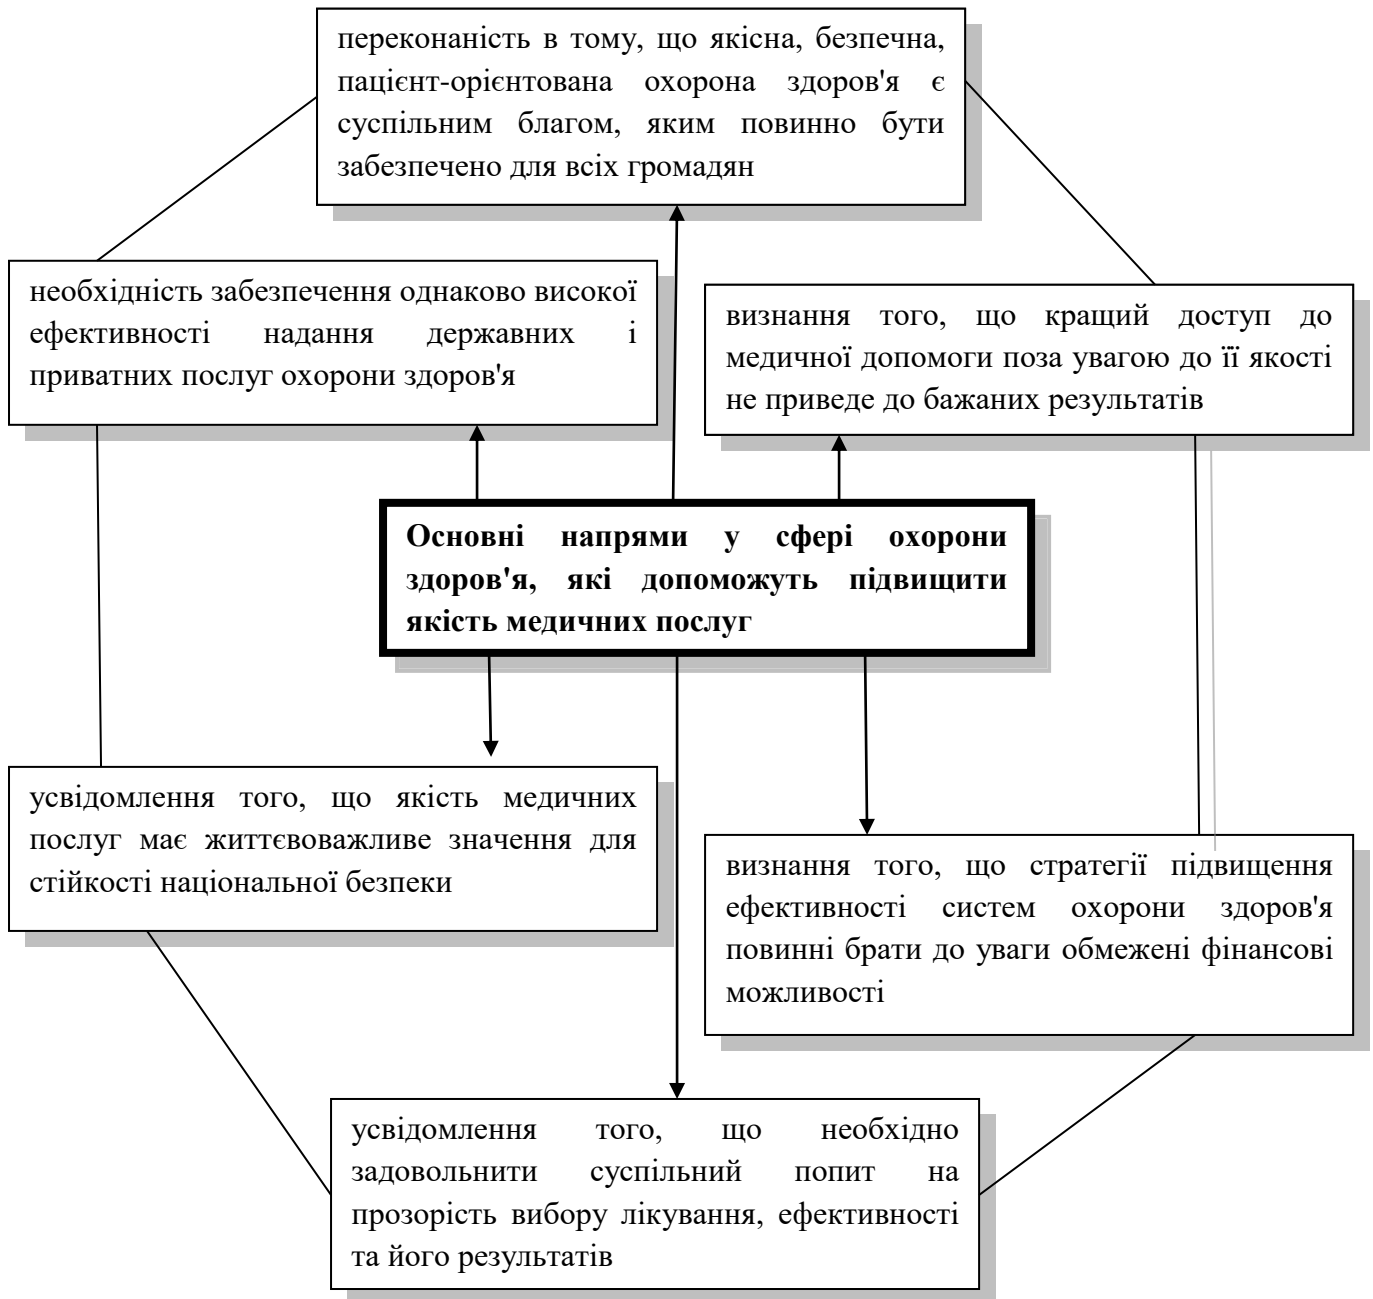 переконаність в тому, що якісна, безпечна,
пацієнт-орієнтована охорона здоров'я є
суспільним благом, яким повинно бути
забезпечено для всіх громадян
необхідність забезпечення однаково високої
ефективності надання державних і
приватних послуг охорони здоров'я
визнання того, що кращий доступ до
медичної допомоги поза увагою до її якості
не приведе до бажаних результатів
Основні напрями у сфері охорони
здоров'я, які допоможуть підвищити
якість медичних послуг
усвідомлення того, що якість медичних
послуг має життєвоважливе значення для
стійкості національної безпеки
визнання того, що стратегії підвищення
ефективності систем охорони здоров'я
повинні брати до уваги обмежені фінансові
можливості
усвідомлення того, що необхідно
задовольнити суспільний попит на
прозорість вибору лікування, ефективності
та його результатів